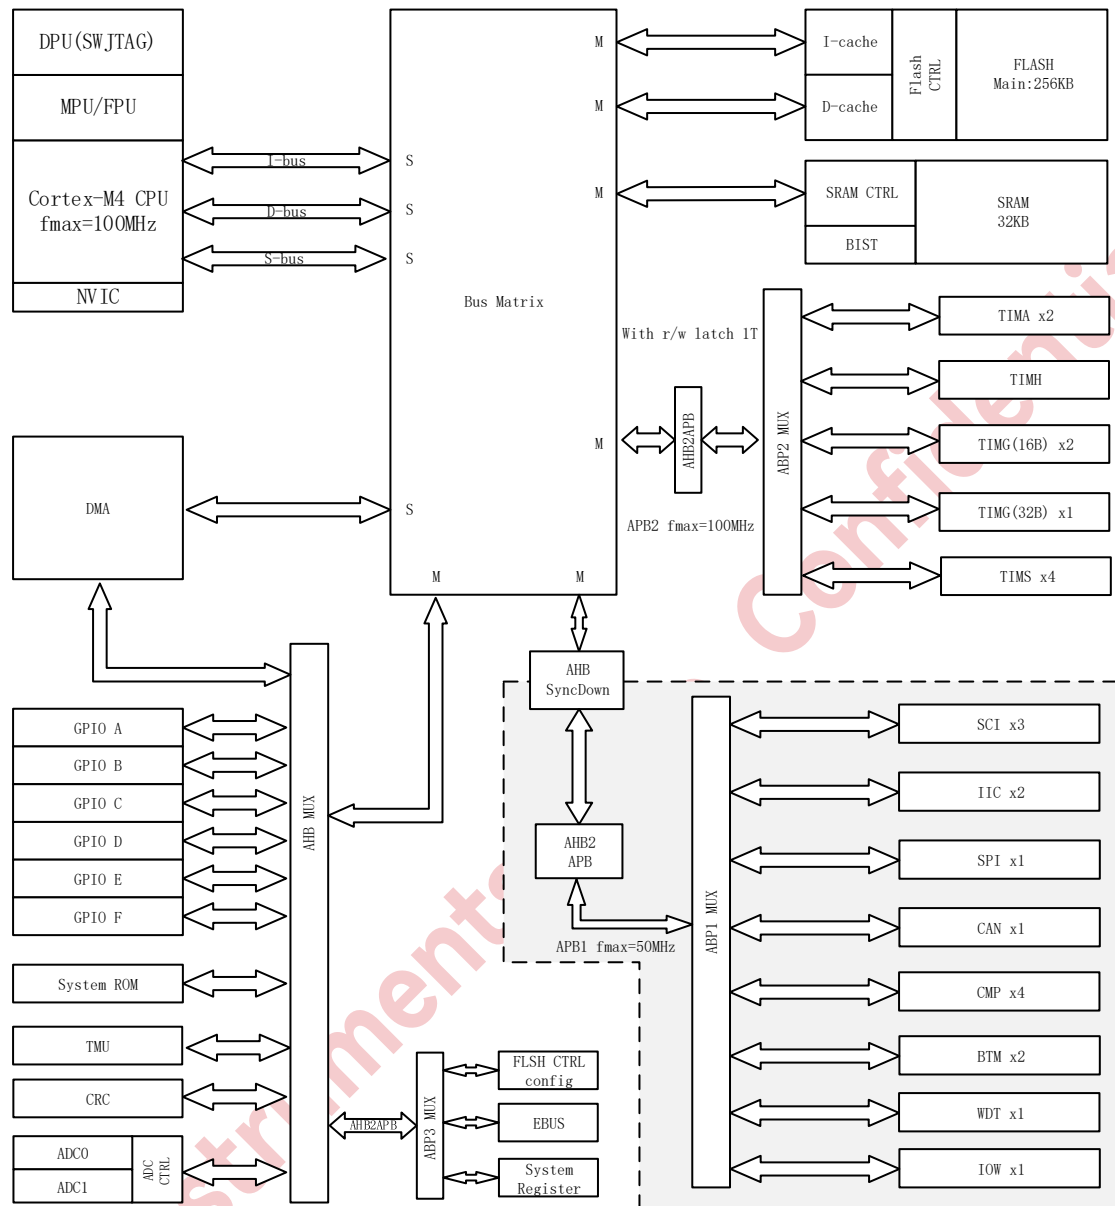 DPU(SWJTAG)
MPU/FPU
Cortex-M4 CPU
fmax=100MHz
NVIC
I-bus
D-bus
S-bus
S
S
S
Bus Matrix
M
M
M
I-cache
D-cache
Flash
CTRL
FLASH
Main:256KB
SRAM CTRL
BIST
SRAM
32KB
With r/w latch 1T
M
AHB2APB
APB2 fmax=100MHz
ABP2 MUX
TIMA x2
TIMH
TIMG(16B) x2
TIMG(32B) x1
TIMS x4
DMA
S
M
M
AHB
SyncDown
AHB2
APB
APB1 fmax=50MHz
ABP1 MUX
SCI x3
IIC x2
SPI x1
CAN x1
CMP x4
BTM x2
WDT x1
IOW x1
GPIO A
GPIO B
GPIO C
GPIO D
GPIO E
GPIO F
System ROM
TMU
CRC
ADC0
ADC1
ADC
CTRL
AHB MUX
AHB2APB
ABP3 MUX
FLSH CTRL
config
EBUS
System
Register